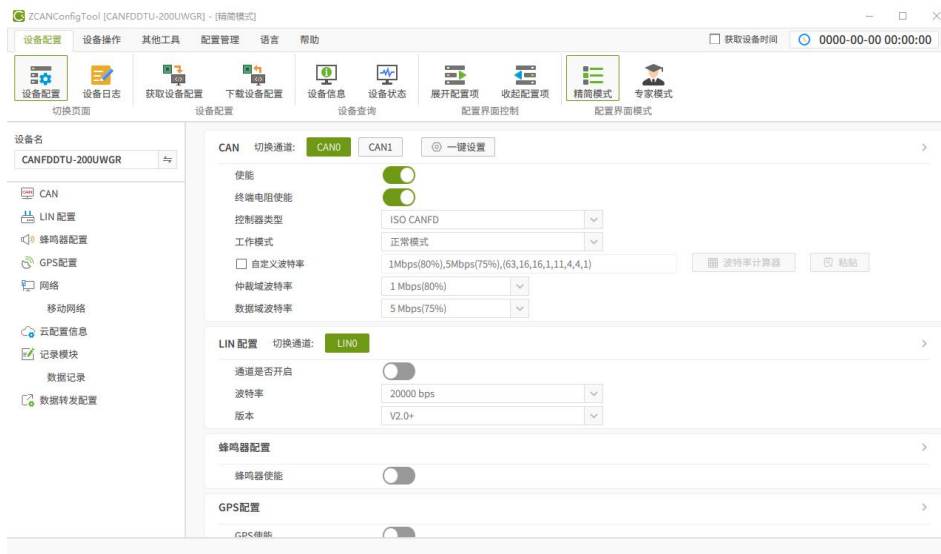 ZCANConfigTool [CANFDDTU-200UWGR] - [精简模式]
设备配置 设备操作 其他工具 配置管理 语言 帮助 获取设备时间 0000-00-00 00:00:00
设备配置 设备日志 获取设备配置 下载设备配置 设备信息 设备状态 展开配置项 收起配置项 精简模式 专家模式
切换页面 设备配置 设备查询 配置界面控制 配置界面模式
设备名
CANFDDTU-200UWGR
CAN
LIN 配置
蜂鸣器配置
GPS配置
网络
移动网络
云配置信息
记录模块
数据记录
数据转发配置
CAN 切换通道: CAN0 CAN1 一键设置
使能
终端电阻使能
控制器类型 ISO CANFD
工作模式 正常模式
自定义波特率 1Mbps(80%),5Mbps(75%),(63,16,16,1,11,4,4,1) 波特率计算器 粘贴
仲裁域波特率 1 Mbps(80%)
数据域波特率 5 Mbps(75%)
LIN 配置 切换通道: LIN0
通道是否开启
波特率 20000 bps
版本 V2.0+
蜂鸣器配置
蜂鸣器使能
GPS配置
GPS使能